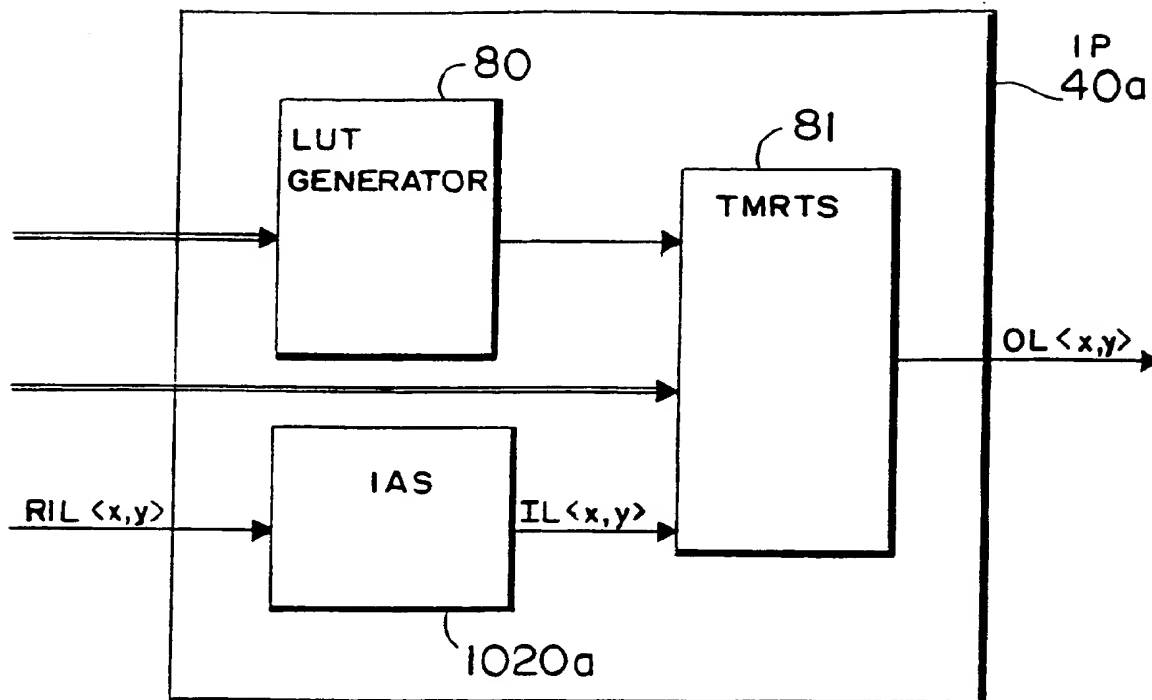 IP
40a
80
LUT
GENERATOR
81
TMRTS
OL<x,y>
IAS
RIL<x,y>
IL<x,y>
1020a